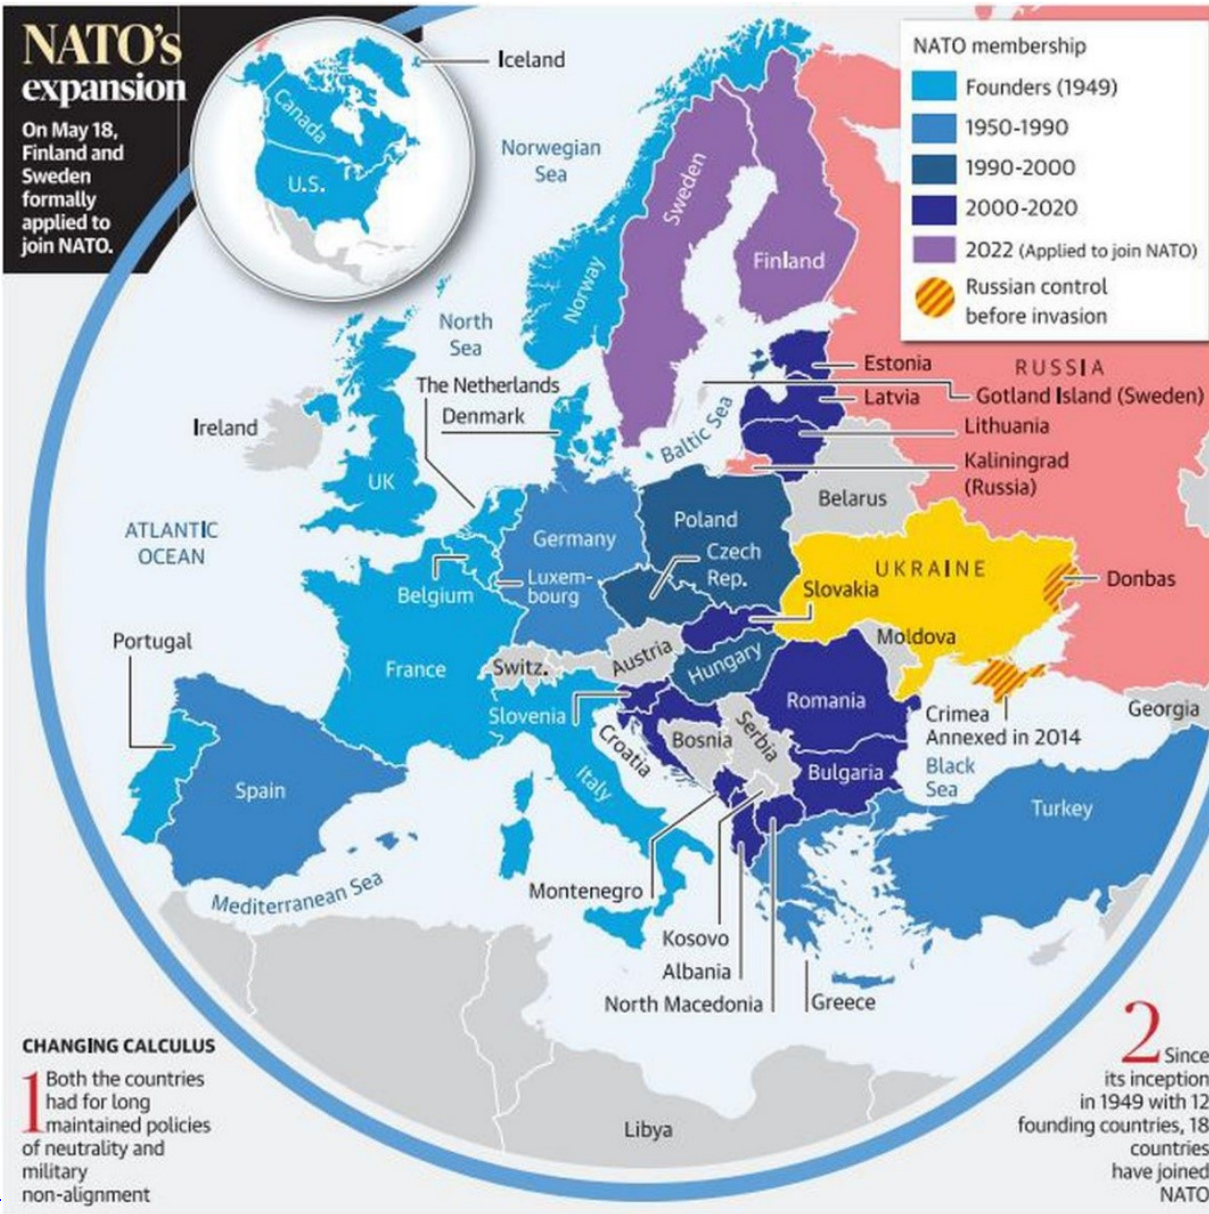 NATO's
expansion
On May 18,
Finland and
Sweden
formally
applied to
join NATO.
Canada
U.S.
Iceland
Norwegian
Sea
NATO membership
Founders (1949)
1950-1990
1990-2000
2000-2020
2022 (Applied to join NATO)
Russian control
before invasion
Sweden
Finland
Norway
North
Sea
The Netherlands
Denmark
Ireland
UK
Baltic Sea
Estonia
RUSSIA
Latvia
Gotland Island (Sweden)
Lithuania
Kaliningrad
(Russia)
Belarus
ATLANTIC
OCEAN
Germany
Poland
Czech
Rep.
UKRAINE
Donbas
Belgium
Luxem-
bourg
Slovakia
Portugal
France
Switz.
Austria
Hungary
Moldova
Romania
Slovenia
Croatia
Bosnia
Serbia
Crimea
Annexed in 2014
Georgia
Spain
Italy
Bulgaria
Black
Sea
Turkey
Mediterranean Sea
Montenegro
Kosovo
Albania
North Macedonia
Greece
Libya
CHANGING CALCULUS
1 Both the countries
had for long
maintained policies
of neutrality and
military
non-alignment
2 Since
its inception
in 1949 with 12
founding countries, 18
countries
have joined
NATO